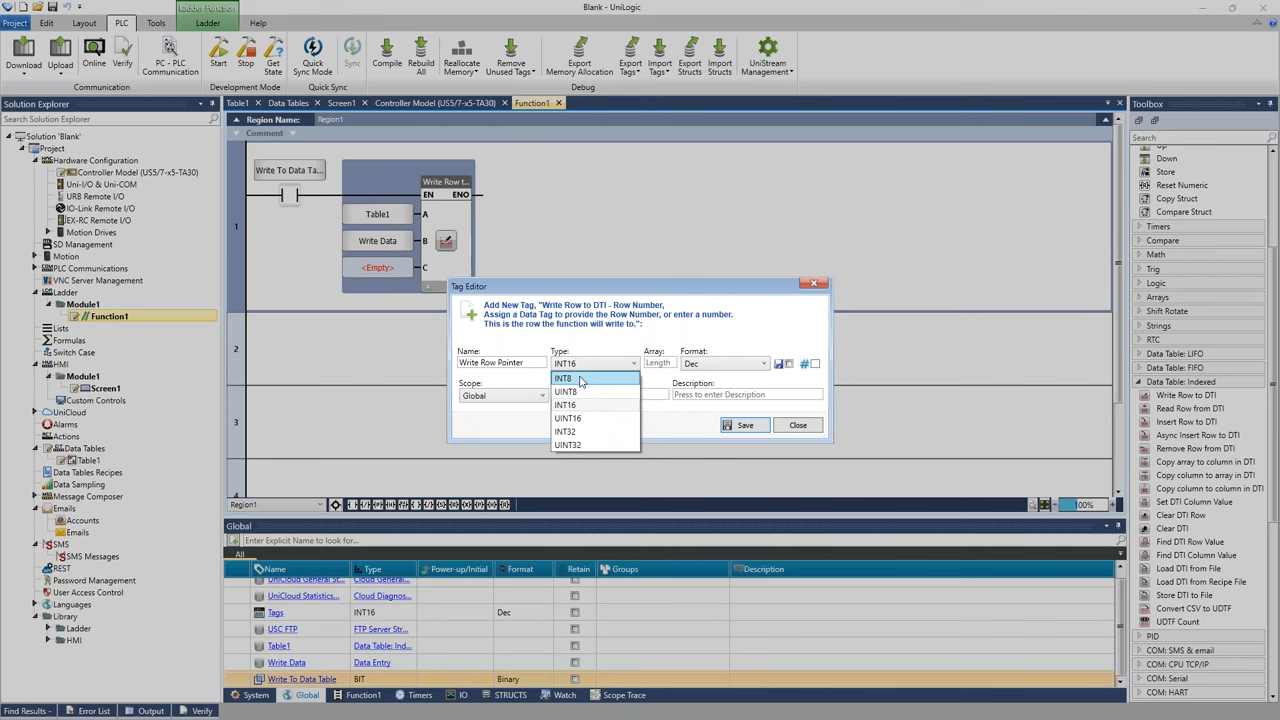 Ladder Function
Blank - UniLogic
Project Edit Layout PLC Tools Ladder Help
Download Upload Online Verify PC - PLC Communication Start Stop Get State Quick Sync Mode Sync Compile Rebuild All Reallocate Memory Remove Unused Tags Export Memory Allocation Export Tags Import Tags Export Structs Import Structs UniStream Management
Communication Development Mode Quick Sync Debug
Solution Explorer
Search
Solution 'Blank'
Project
Hardware Configuration
Controller Model (US5/7-x5-TA30)
Uni-I/O & Uni-COM
URB Remote I/O
IO-Link Remote I/O
EX-RC Remote I/O
Motion Drives
SD Management
Motion
PLC Communications
VNC Server Management
Ladder
Module1
Function1
Lists
Formulas
Switch Case
HMI
Module1
Screen1
Custom Controls
UniCloud
Alarms
Actions
Data Tables
Table1
Data Tables Recipes
Data Sampling
Message Composer
Emails
Accounts
Emails
SMS
SMS Messages
REST
Password Management
User Access Control
Languages
Library
Ladder
HMI
Table1 Data Tables Screen1 Controller Model (US5/7-x5-TA30) Function1
Region Name: Region1
Comment
1
Write To Data Ta...
Write Row t...
EN ENO
Table1 A
Write Data B
<Empty> C
2
3
4
Tag Editor
Add New Tag, "Write Row to DTI - Row Number,
Assign a Data Tag to provide the Row Number, or enter a number.
This is the row the function will write to.":
Name: Type: Array: Format:
Write Row Pointer INT16 Length Dec
Scope: Description:
Global Press to enter Description
INT8
UINT8
INT16
UINT16
INT32
UINT32
Save Close
Region1 100%
Global
Enter Explicit Name to look for...
All
Name Type Power-up/Initial Format Retain Groups Description
UniCloud General St... Cloud General...
UniCloud Statistics... Cloud Diagnos...
Tags INT16 Dec
USC FTP FTP Server Str...
Table1 Data Table: Ind...
Write Data Data Entry
Write To Data Table BIT Binary
System Global Function1 Timers IO STRUCTS Watch Scope Trace
Find Results - Error List Output Verify
Toolbox
Search
Up
Down
Store
Reset Numeric
Copy Struct
Compare Struct
Timers
Compare
Math
Trig
Logic
Arrays
Shift/Rotate
Strings
Data Table: LIFO
Data Table: FIFO
Data Table: Indexed
Write Row to DTI
Read Row from DTI
Insert Row to DTI
Async Insert Row to DTI
Remove Row from DTI
Copy array to column in DTI
Copy column to array in DTI
Copy column to column in DTI
Set DTI Column Value
Clear DTI Row
Clear DTI
Find DTI Row Value
Find DTI Column Value
Load DTI from File
Load DTI from Recipe File
Store DTI to File
Convert CSV to UDTF
UDTF Count
PID
COM: SMS & email
COM: CPU TCP/IP
COM: Serial
COM: HART